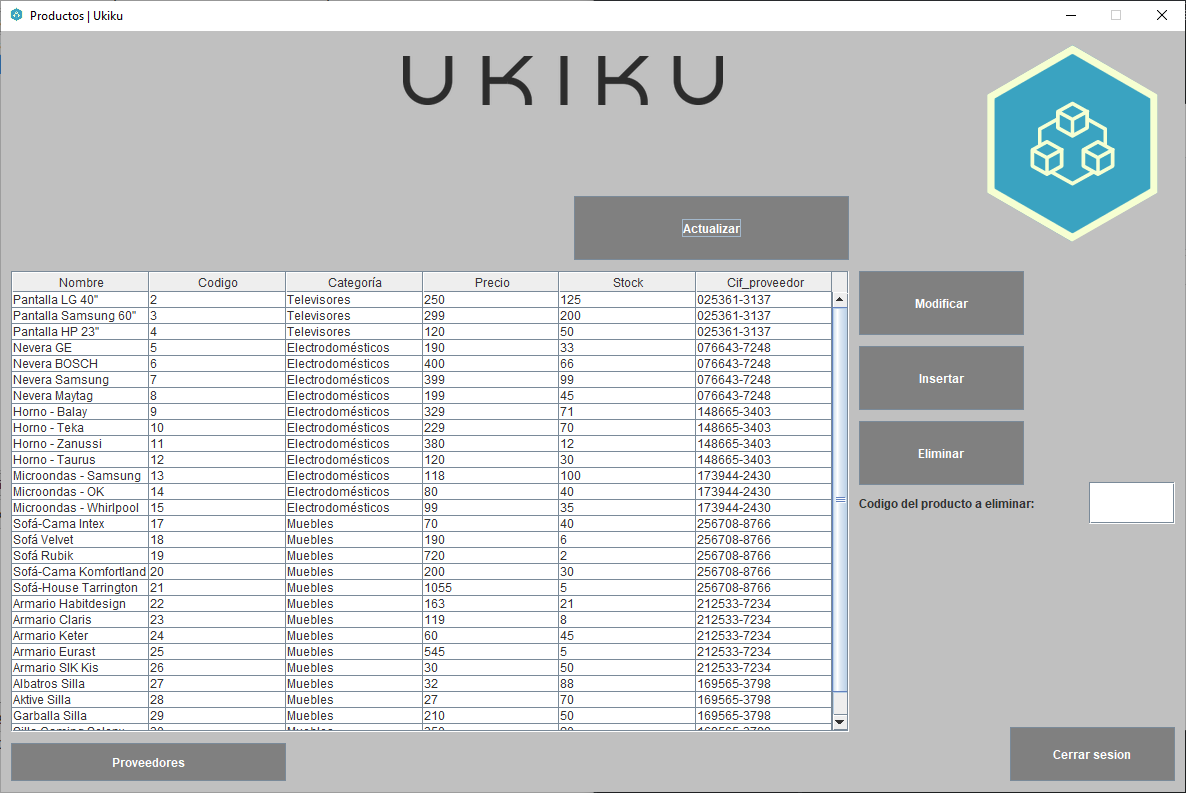 Productos | Ukiku
UKIKU
Actualizar
Nombre Codigo Categoría Precio Stock Cif_proveedor
Pantalla LG 40" 2 Televisores 250 125 025361-3137
Pantalla Samsung 60" 3 Televisores 299 200 025361-3137
Pantalla HP 23" 4 Televisores 120 50 025361-3137
Nevera GE 5 Electrodomésticos 190 33 076643-7248
Nevera BOSCH 6 Electrodomésticos 400 66 076643-7248
Nevera Samsung 7 Electrodomésticos 399 99 076643-7248
Nevera Maytag 8 Electrodomésticos 199 45 076643-7248
Horno - Balay 9 Electrodomésticos 329 71 148665-3403
Horno - Teka 10 Electrodomésticos 229 70 148665-3403
Horno - Zanussi 11 Electrodomésticos 380 12 148665-3403
Horno - Taurus 12 Electrodomésticos 120 30 148665-3403
Microondas - Samsung 13 Electrodomésticos 118 100 173944-2430
Microondas - OK 14 Electrodomésticos 80 40 173944-2430
Microondas - Whirlpool 15 Electrodomésticos 99 35 173944-2430
Sofá-Cama Intex 17 Muebles 70 40 256708-8766
Sofá Velvet 18 Muebles 190 6 256708-8766
Sofá Rubik 19 Muebles 720 2 256708-8766
Sofá-Cama Komfortland 20 Muebles 200 30 256708-8766
Sofá-House Tarrington 21 Muebles 1055 5 256708-8766
Armario Habitdesign 22 Muebles 163 21 212533-7234
Armario Claris 23 Muebles 119 8 212533-7234
Armario Keter 24 Muebles 60 45 212533-7234
Armario Eurast 25 Muebles 545 5 212533-7234
Armario SIK Kis 26 Muebles 30 50 212533-7234
Albatros Silla 27 Muebles 32 88 169565-3798
Aktive Silla 28 Muebles 27 70 169565-3798
Garballa Silla 29 Muebles 210 50 169565-3798
Modificar
Insertar
Eliminar
Codigo del producto a eliminar:
Proveedores
Cerrar sesion